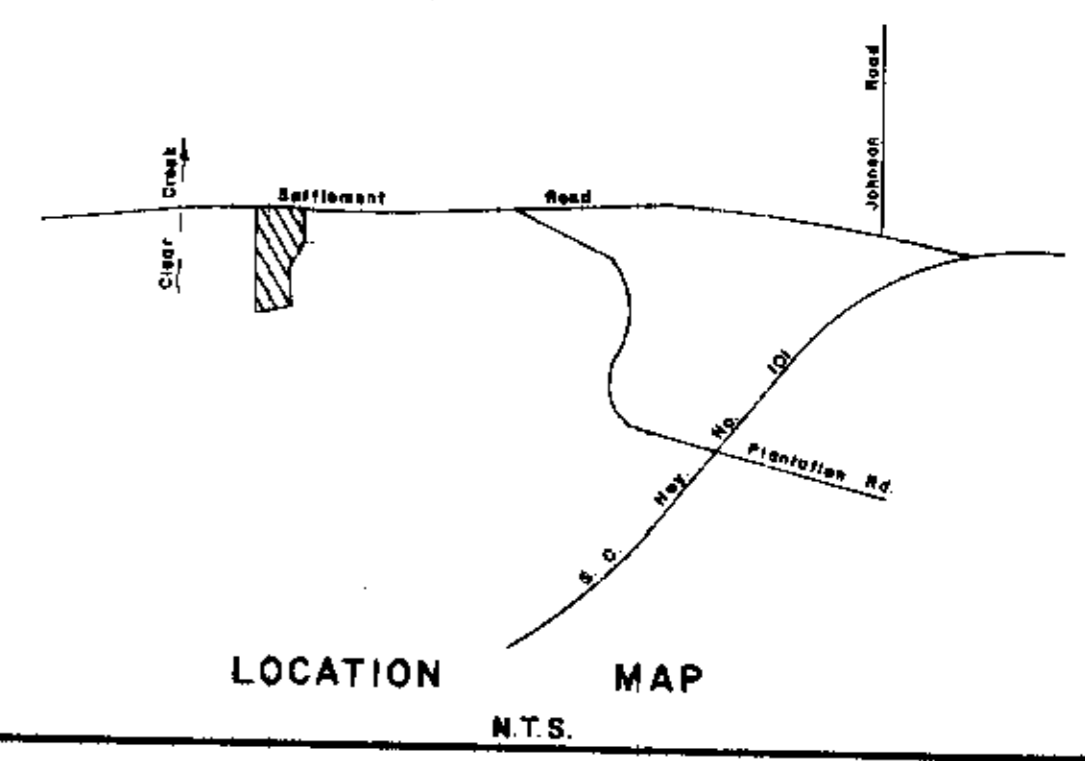 Johnson Road
Clear Creek
Settlement Road
S. C. Hwy. No. 101
Plantation Rd.
LOCATION MAP
N.T.S.